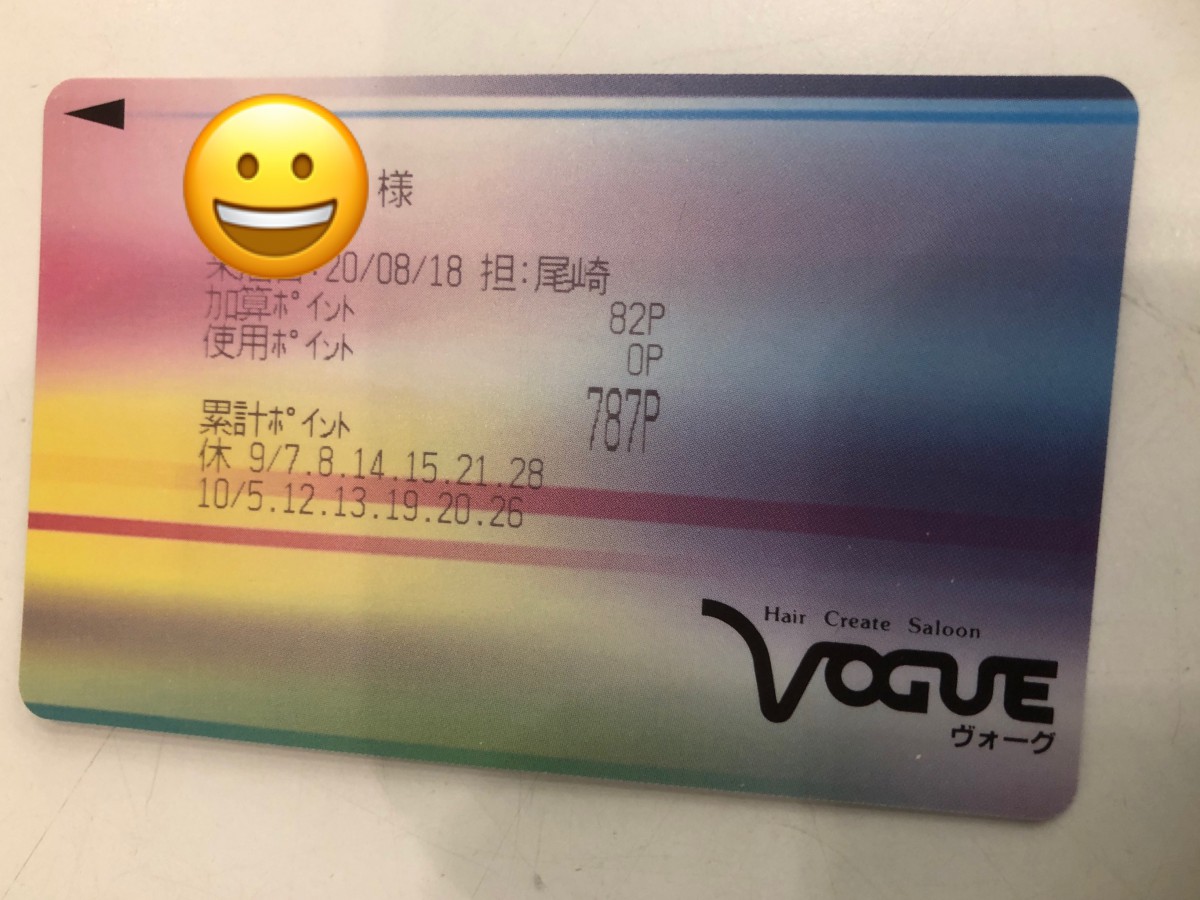 様
:20/08/18 担:尾崎
加算ﾎﾟｲﾝﾄ 82P
使用ﾎﾟｲﾝﾄ 0P
累計ﾎﾟｲﾝﾄ 787P
休 9/7.8.14.15.21.28
10/5.12.13.19.20.26
Hair Create Saloon
VOGUE
ヴォーグ